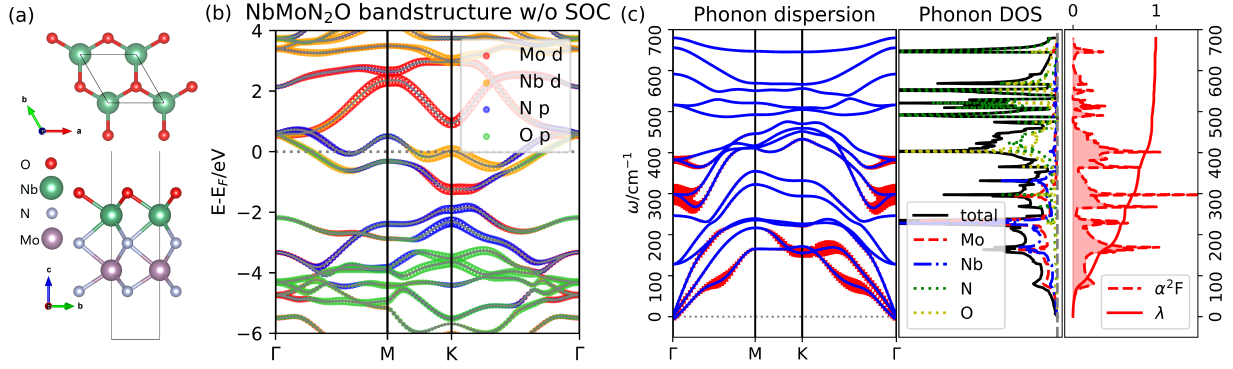 (a)
b
a
O
Nb
N
Mo
c
b
(b)
NbMoN₂O bandstructure w/o SOC
E-E_F/eV
4
2
0
−2
−4
−6
Γ
M
K
Γ
Mo d
Nb d
N p
O p
(c)
Phonon dispersion
Phonon DOS
ω/cm⁻¹
700
600
500
400
300
200
100
0
Γ
M
K
Γ
total
Mo
Nb
N
O
0
1
α²F
λ
700
600
500
400
300
200
100
0